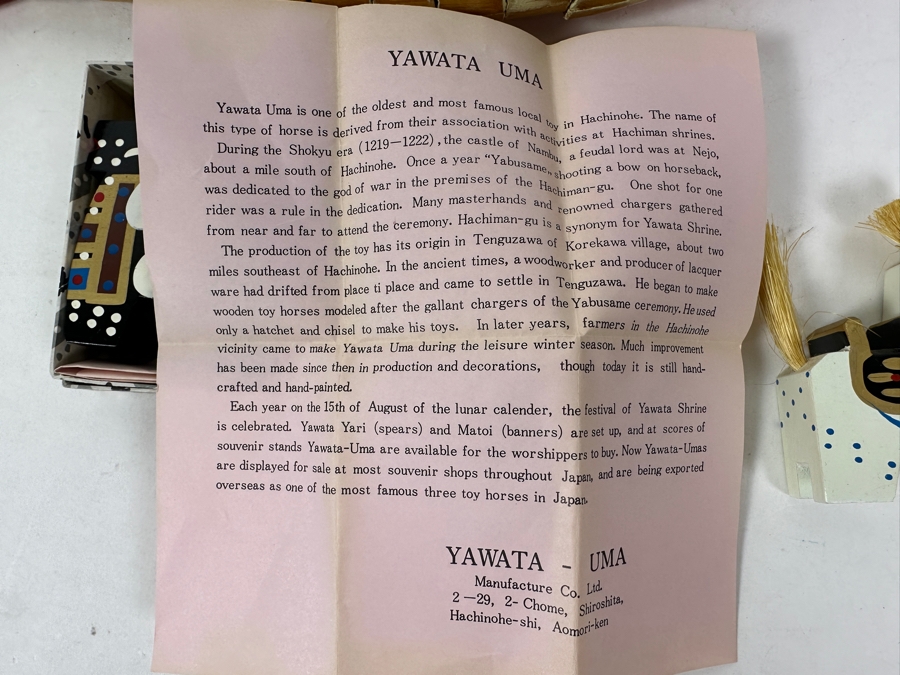 YAWATA UMA
Yawata Uma is one of the oldest and most famous local toy in Hachinohe. The name of
this type of horse is derived from their association with activities at Hachiman shrines.
During the Shokyu era (1219—1222), the castle of Nambu, a feudal lord was at Nejo,
about a mile south of Hachinohe. Once a year “Yabusame„ shooting a bow on horseback,
was dedicated to the god of war in the premises of the Hachiman-gu. One shot for one
rider was a rule in the dedication. Many masterhands and renowned chargers gathered
from near and far to attend the ceremony. Hachiman-gu is a synonym for Yawata Shrine.
The production of the toy has its origin in Tenguzawa of Korekawa village, about two
miles southeast of Hachinohe. In the ancient times, a woodworker and producer of lacquer
ware had drifted from place ti place and came to settle in Tenguzawa. He began to make
wooden toy horses modeled after the gallant chargers of the Yabusame ceremony. He used
only a hatchet and chisel to make his toys. In later years, farmers in the Hachinohe
vicinity came to make Yawata Uma during the leisure winter season. Much improvement
has been made since then in production and decorations, though today it is still hand-
crafted and hand-painted.
Each year on the 15th of August of the lunar calender, the festival of Yawata Shrine
is celebrated. Yawata Yari (spears) and Matoi (banners) are set up, and at scores of
souvenir stands Yawata-Uma are available for the worshippers to buy. Now Yawata-Umas
are displayed for sale at most souvenir shops throughout Japan, and are being exported
overseas as one of the most famous three toy horses in Japan.
YAWATA - UMA
Manufacture Co. Ltd.
2—29, 2- Chome, Shiroshita,
Hachinohe-shi, Aomori-ken